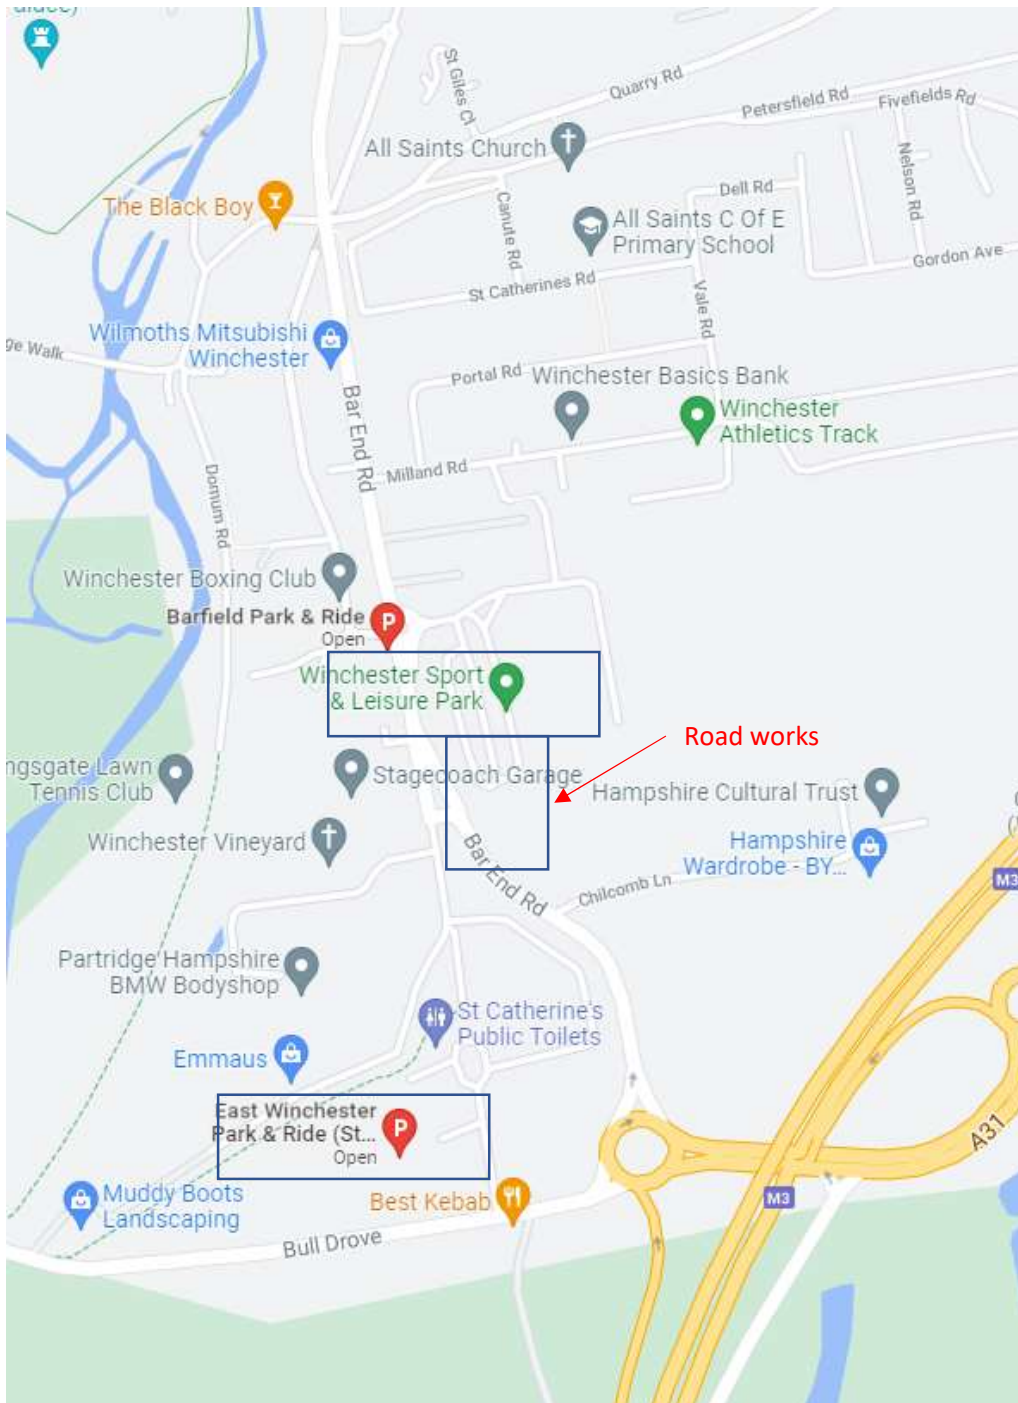 St Giles Cl
Quarry Rd
Petersfield Rd
Fivefields Rd
All Saints Church
Nelson Rd
Dell Rd
The Black Boy
Canute Rd
All Saints C Of E
Primary School
Gordon Ave
St Catherines Rd
Vale Rd
Wilmoths Mitsubishi
Winchester
ge Walk
Portal Rd
Winchester Basics Bank
Bar End Rd
Winchester
Athletics Track
Milland Rd
Domum Rd
Winchester Boxing Club
Barfield Park & Ride
Open
P
Winchester Sport
& Leisure Park
Road works
ngsgate Lawn
Tennis Club
Stagecoach Garage
Hampshire Cultural Trust
Winchester Vineyard
Bar End Rd
Hampshire
Wardrobe - BY...
M3
Chilcomb Ln
Partridge Hampshire
BMW Bodyshop
St Catherine's
Public Toilets
Emmaus
East Winchester
Park & Ride (St...
Open
P
A31
Muddy Boots
Landscaping
Best Kebab
M3
Bull Drove